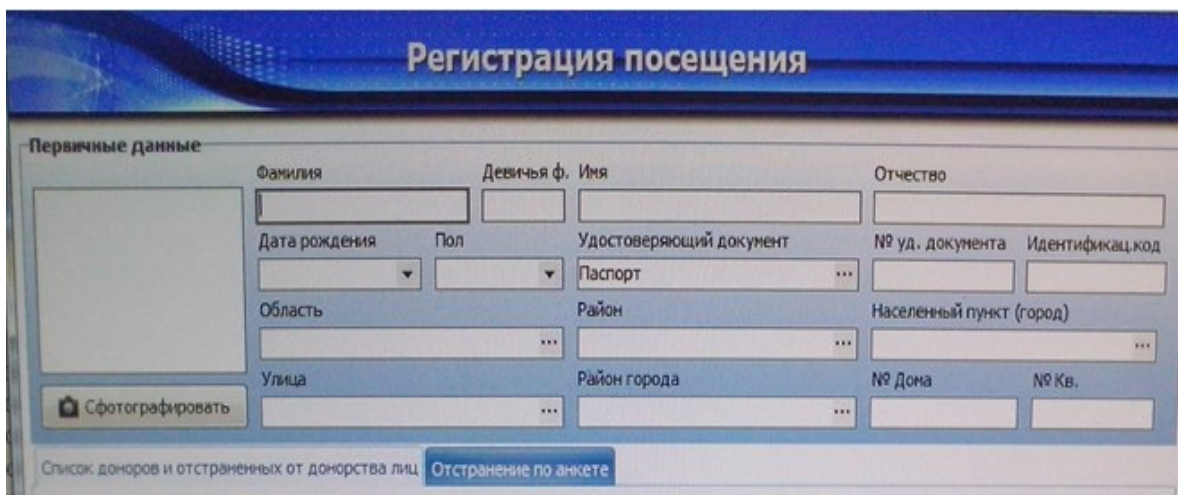 Регистрация посещения
Первичные данные
Фамилия Девичья ф. Имя Отчество
Дата рождения Пол Удостоверяющий документ № уд. документа Идентификац.код
Паспорт
Область Район Населенный пункт (город)
Улица Район города № Дома № Кв.
Сфотографировать
Список доноров и отстраненных от донорства лиц Отстранение по анкете